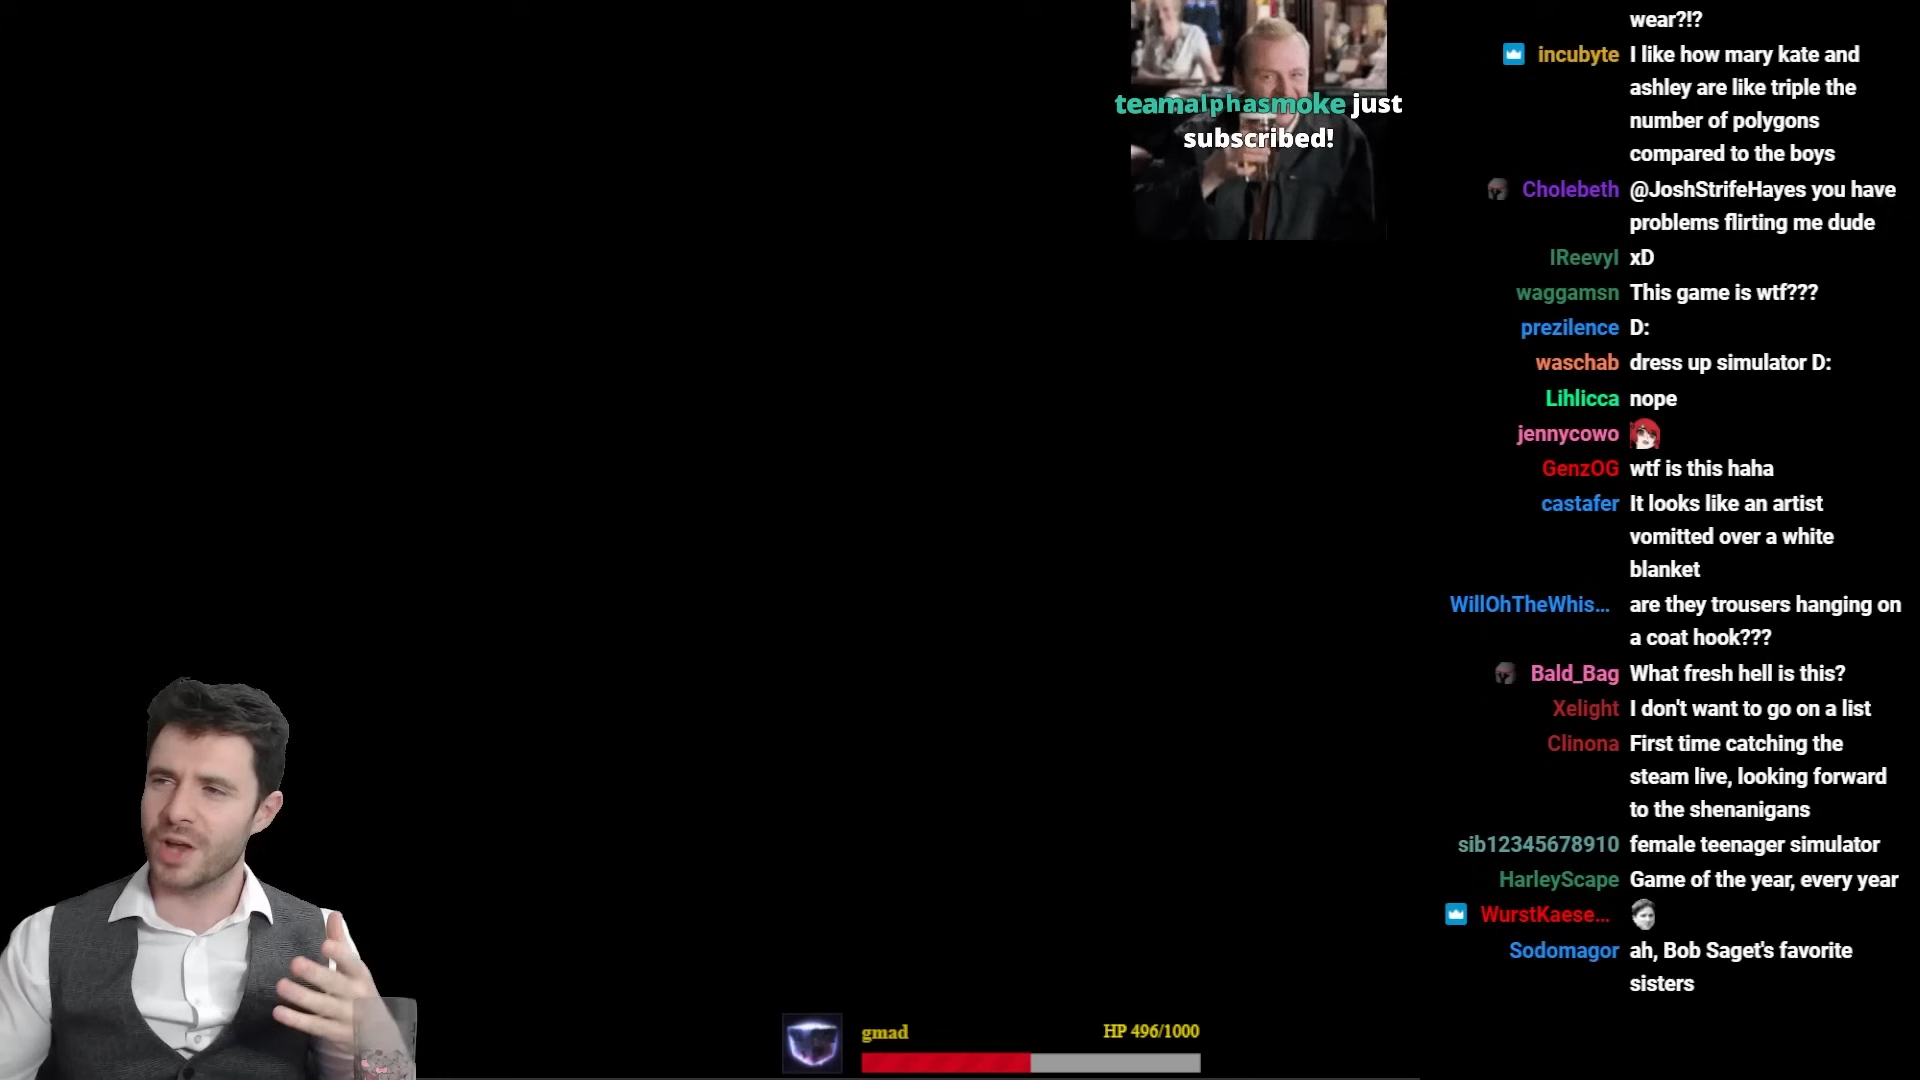 teamalphasmoke just
subscribed!
wear?!?
incubyte I like how mary kate and
ashley are like triple the
number of polygons
compared to the boys
Cholebeth @JoshStrifeHayes you have
problems flirting me dude
IReevyI xD
waggamsn This game is wtf???
prezilence D:
waschab dress up simulator D:
Lihlicca nope
jennycowo
GenzOG wtf is this haha
castafer It looks like an artist
vomitted over a white
blanket
WillOhTheWhis... are they trousers hanging on
a coat hook???
Bald_Bag What fresh hell is this?
Xelight I don't want to go on a list
Clinona First time catching the
steam live, looking forward
to the shenanigans
sib12345678910 female teenager simulator
HarleyScape Game of the year, every year
WurstKaese...
Sodomagor ah, Bob Saget's favorite
sisters
gmad HP 496/1000